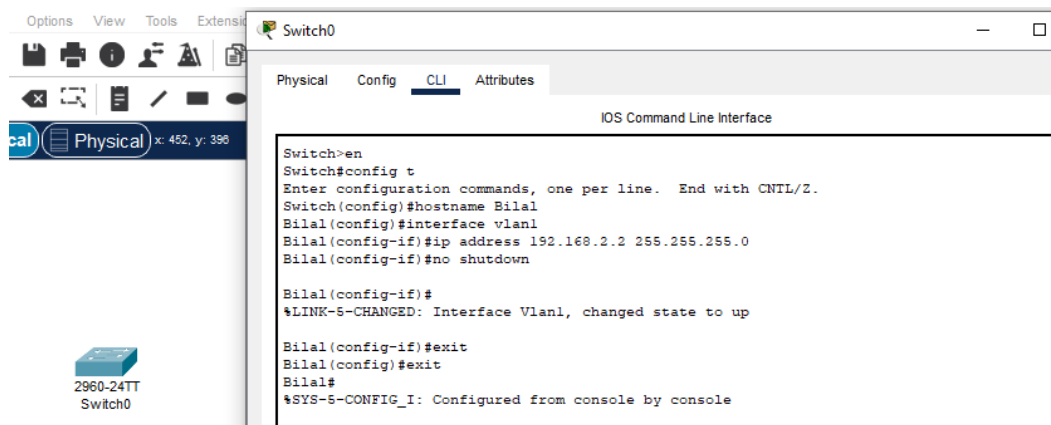 Options View Tools
Switch0
Physical Config CLI Attributes
IOS Command Line Interface
Physical x: 452, y: 396
Switch>en
Switch#config t
Enter configuration commands, one per line.  End with CNTL/Z.
Switch(config)#hostname Bilal
Bilal(config)#interface vlan1
Bilal(config-if)#ip address 192.168.2.2 255.255.255.0
Bilal(config-if)#no shutdown
Bilal(config-if)#
%LINK-5-CHANGED: Interface Vlan1, changed state to up
Bilal(config-if)#exit
Bilal(config)#exit
Bilal#
%SYS-5-CONFIG_I: Configured from console by console
2960-24TT
Switch0